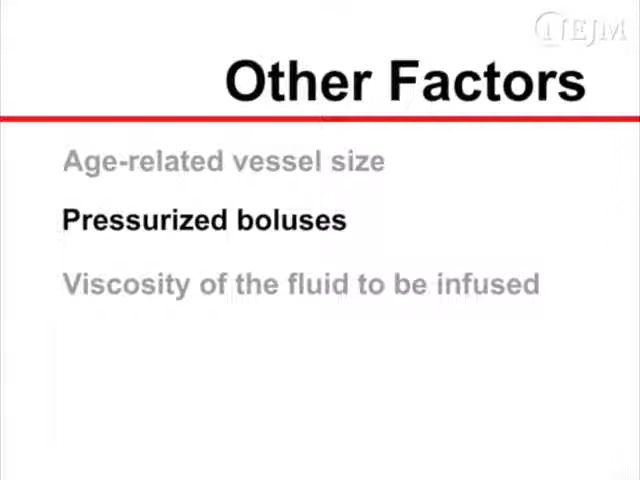 NEJM
Other Factors
Age-related vessel size
Pressurized boluses
Viscosity of the fluid to be infused